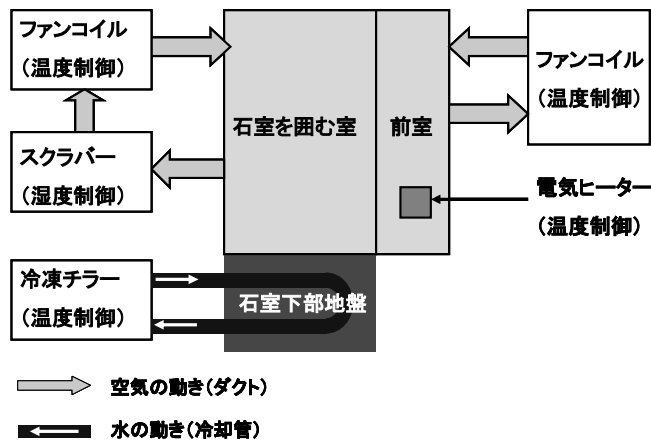 ファンコイル
（温度制御）
スクラバー
（湿度制御）
冷凍チラー
（温度制御）
石室を囲む室
前室
石室下部地盤
ファンコイル
（温度制御）
電気ヒーター
（温度制御）
空気の動き（ダクト）
水の動き（冷却管）